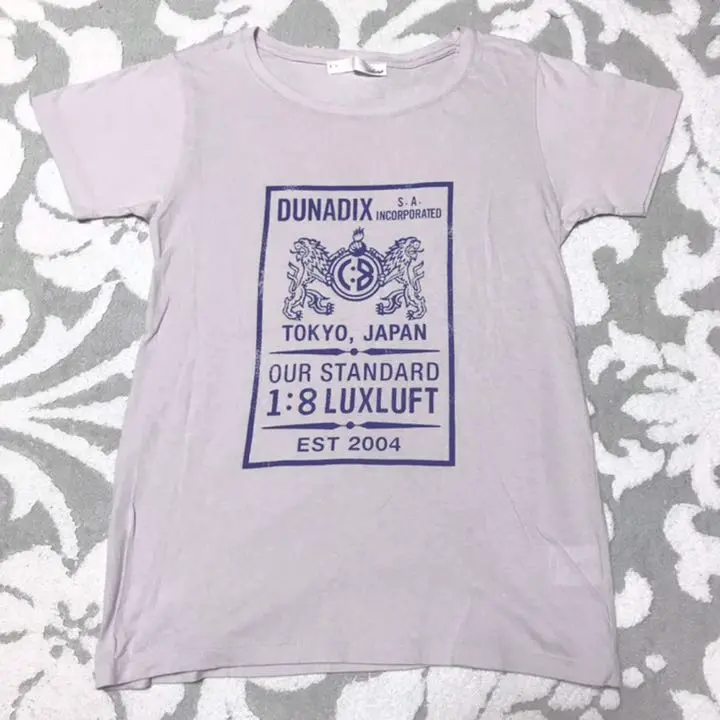 DUNADIX S.A. INCORPORATED
TOKYO, JAPAN
OUR STANDARD
1:8 LUXLUFT
EST 2004